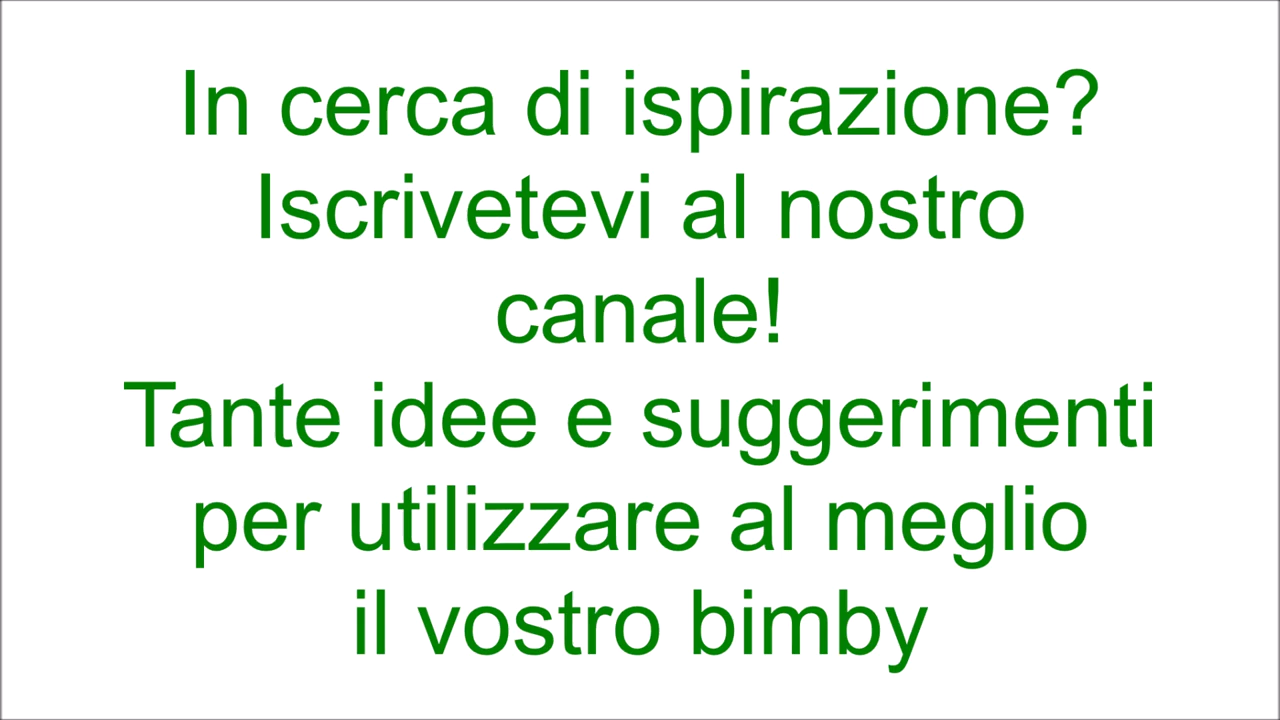 In cerca di ispirazione?
Iscrivetevi al nostro
canale!
Tante idee e suggerimenti
per utilizzare al meglio
il vostro bimby